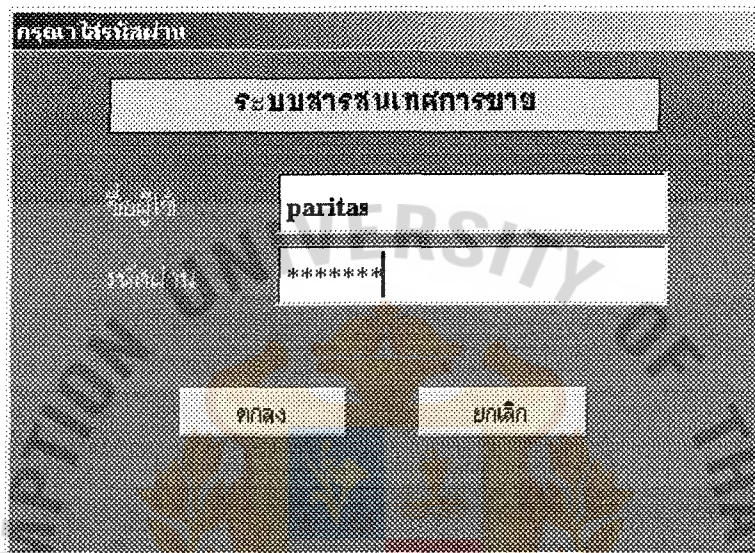 กรุณาใส่รหัสผ่าน
ระบบสารสนเทศการขาย
ชื่อผู้ใช้
paritas
รหัสผ่าน
*******
ตกลง
ยกเลิก
UNIVERSITY OF